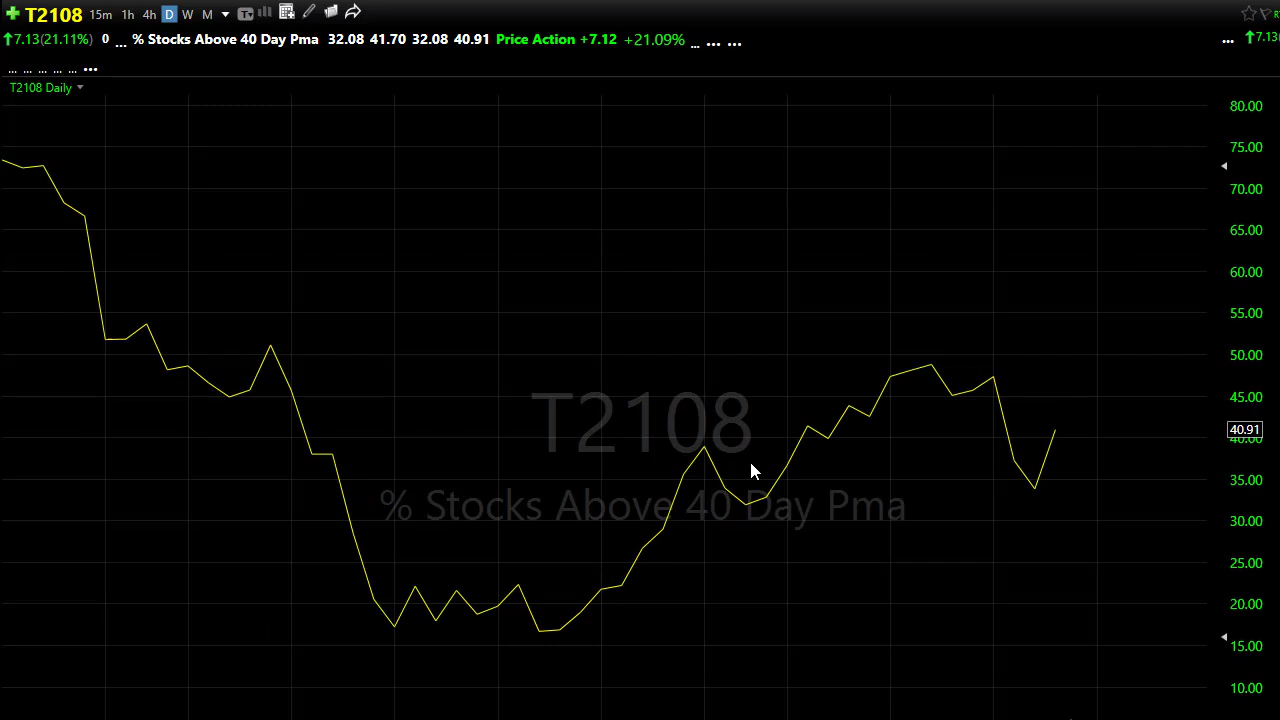 T2108 15m 1h 4h D W M T
7.13(21.11%) 0 ... % Stocks Above 40 Day Pma 32.08 41.70 32.08 40.91 Price Action +7.12 +21.09% ... ... ... ... 7.13(
... ... ... ... ... ...
T2108 Daily
80.00
75.00
70.00
65.00
60.00
55.00
50.00
45.00
40.91
40.00
35.00
30.00
25.00
20.00
15.00
10.00
T2108
% Stocks Above 40 Day Pma